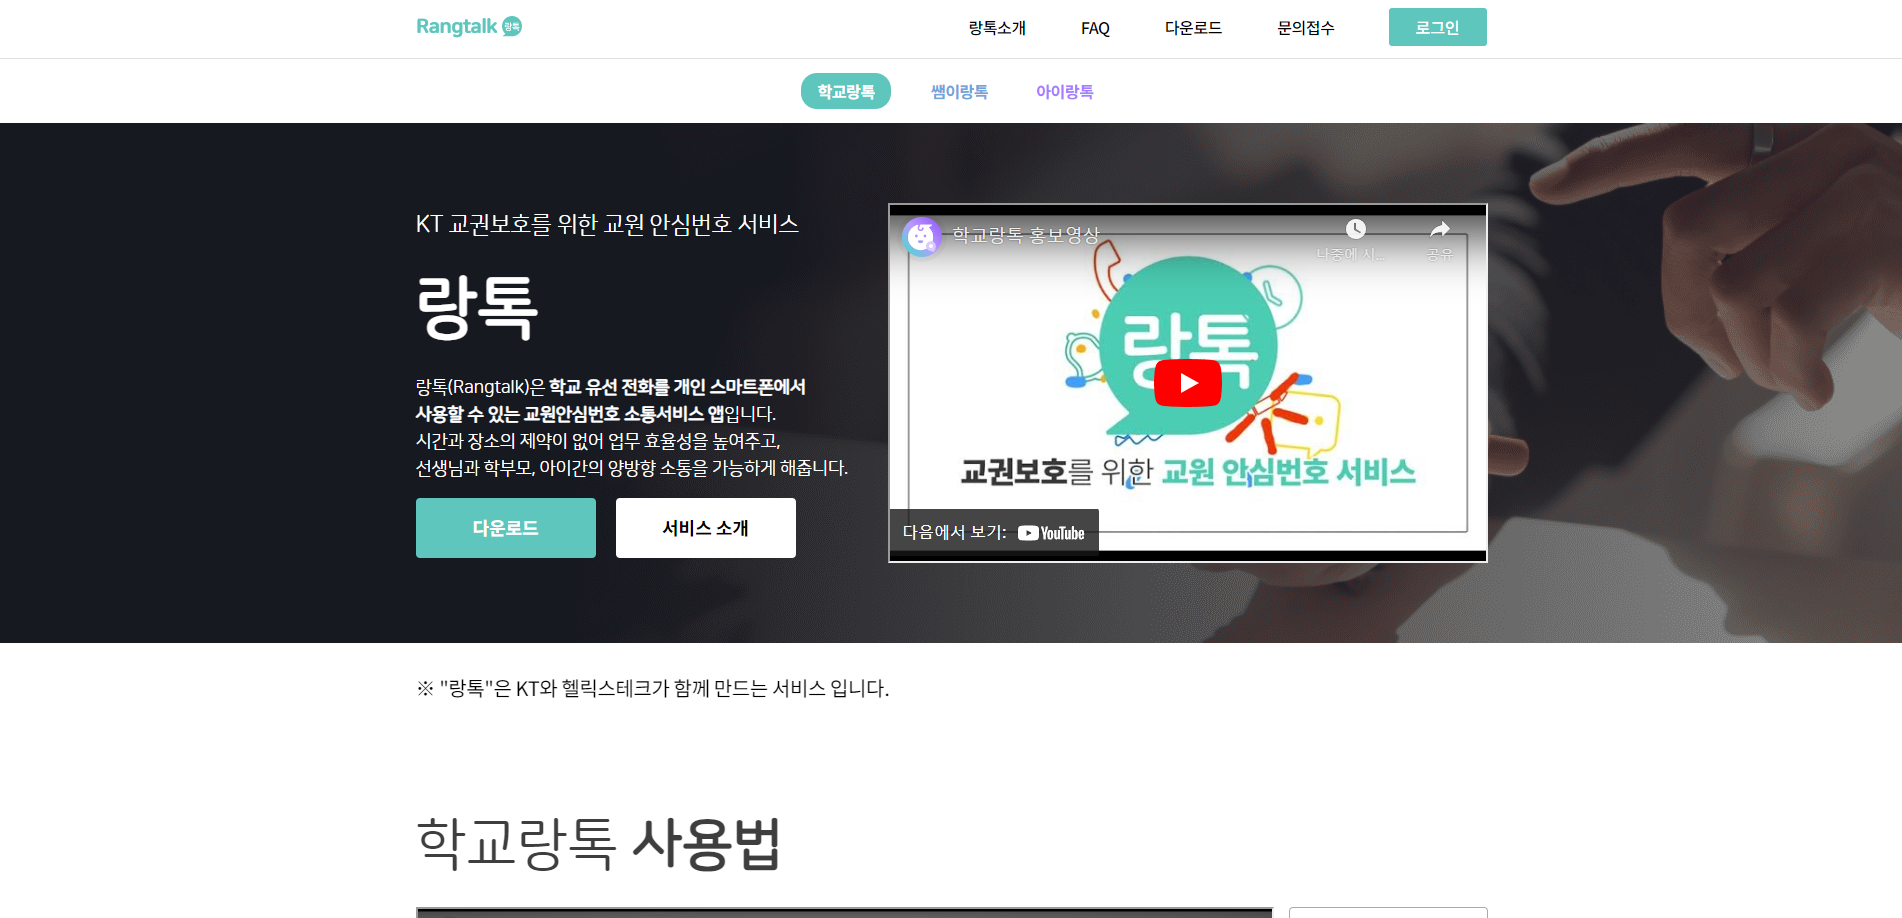 Rangtalk 랑톡
랑톡소개 FAQ 다운로드 문의접수 로그인
학교랑톡 쌤이랑톡 아이랑톡
KT 교권보호를 위한 교원 안심번호 서비스
랑톡
랑톡(Rangtalk)은 학교 유선 전화를 개인 스마트폰에서
사용할 수 있는 교원안심번호 소통서비스 앱입니다.
시간과 장소의 제약이 없어 업무 효율성을 높여주고,
선생님과 학부모, 아이간의 양방향 소통을 가능하게 해줍니다.
다운로드 서비스 소개
학교랑톡 홍보영상
나중에 시... 공유
랑톡
교권보호를 위한 교원 안심번호 서비스
다음에서 보기: YouTube
※ "랑톡"은 KT와 헬릭스테크가 함께 만드는 서비스 입니다.
학교랑톡 사용법